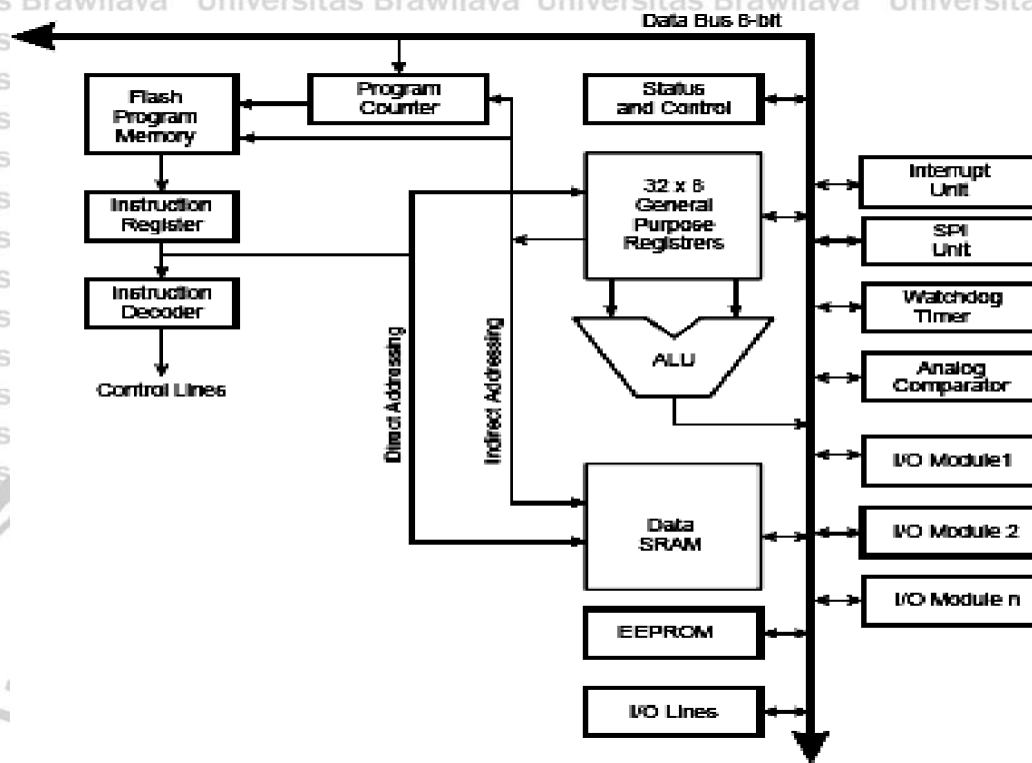 s Brawijaya Universitas Brawijaya Universitas Brawijaya Universita
Data Bus 8-bit
Flash
Program
Memory
Program
Counter
Status
and Control
Interrupt
Unit
32 x 8
General
Purpose
Registrers
Instruction
Register
SPI
Unit
Instruction
Decoder
Watchdog
Timer
ALU
Control Lines
Analog
Comparator
Direct Addressing
Indirect Addressing
I/O Module1
Data
SRAM
I/O Module 2
I/O Module n
EEPROM
I/O Lines